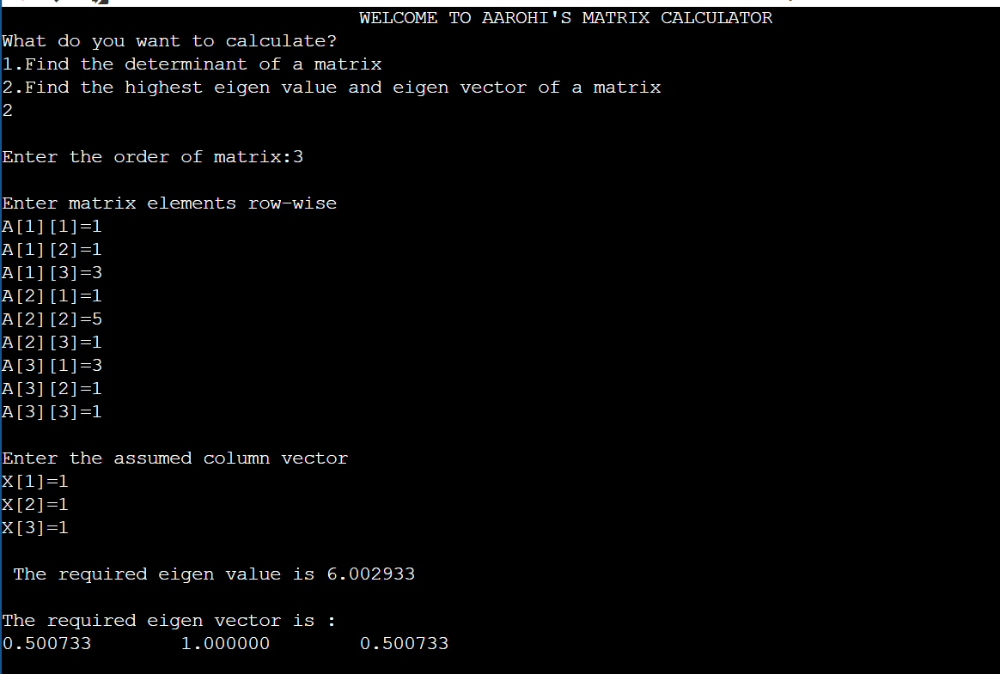 WELCOME TO AAROHI'S MATRIX CALCULATOR
What do you want to calculate?
1.Find the determinant of a matrix
2.Find the highest eigen value and eigen vector of a matrix
2
Enter the order of matrix:3
Enter matrix elements row-wise
A[1][1]=1
A[1][2]=1
A[1][3]=3
A[2][1]=1
A[2][2]=5
A[2][3]=1
A[3][1]=3
A[3][2]=1
A[3][3]=1
Enter the assumed column vector
X[1]=1
X[2]=1
X[3]=1
The required eigen value is 6.002933
The required eigen vector is :
0.500733 1.000000 0.500733